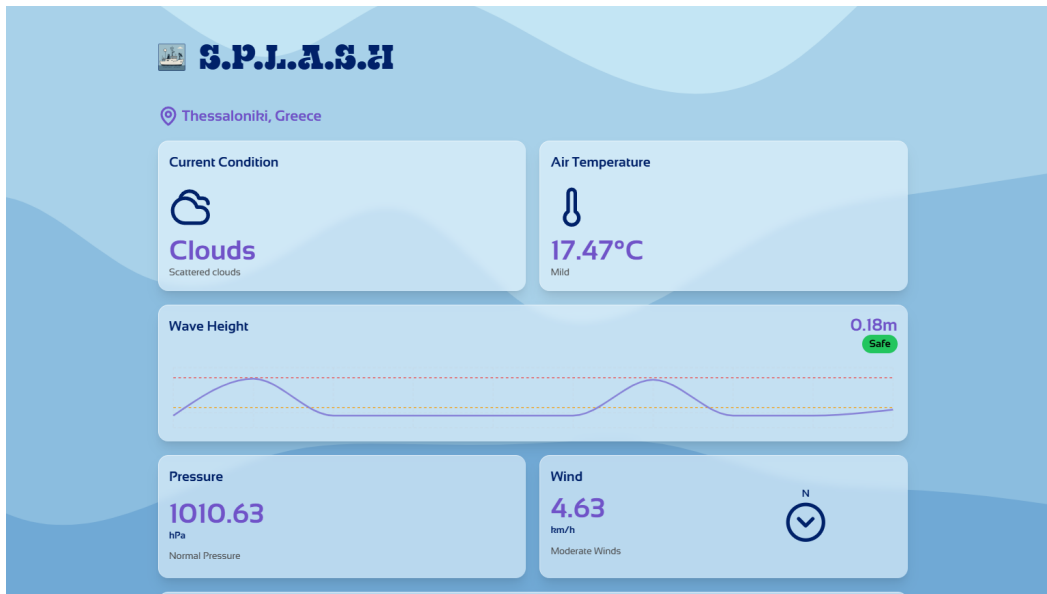 S.P.L.A.S.H
Thessaloniki, Greece
Current Condition
Clouds
Scattered clouds
Air Temperature
17.47°C
Mild
Wave Height
0.18m
Safe
Pressure
1010.63
hPa
Normal Pressure
Wind
4.63
km/h
Moderate Winds
N